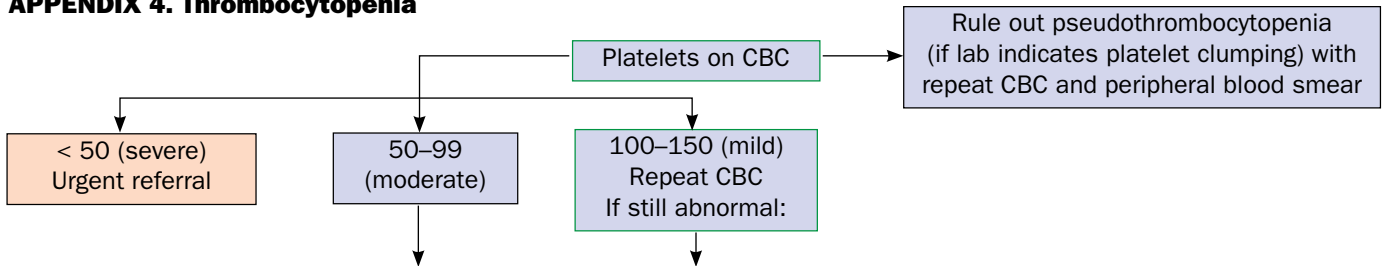 APPENDIX 4. Thrombocytopenia
Platelets on CBC
Rule out pseudothrombocytopenia
(if lab indicates platelet clumping) with
repeat CBC and peripheral blood smear
< 50 (severe)
Urgent referral
50–99
(moderate)
100–150 (mild)
Repeat CBC
If still abnormal: